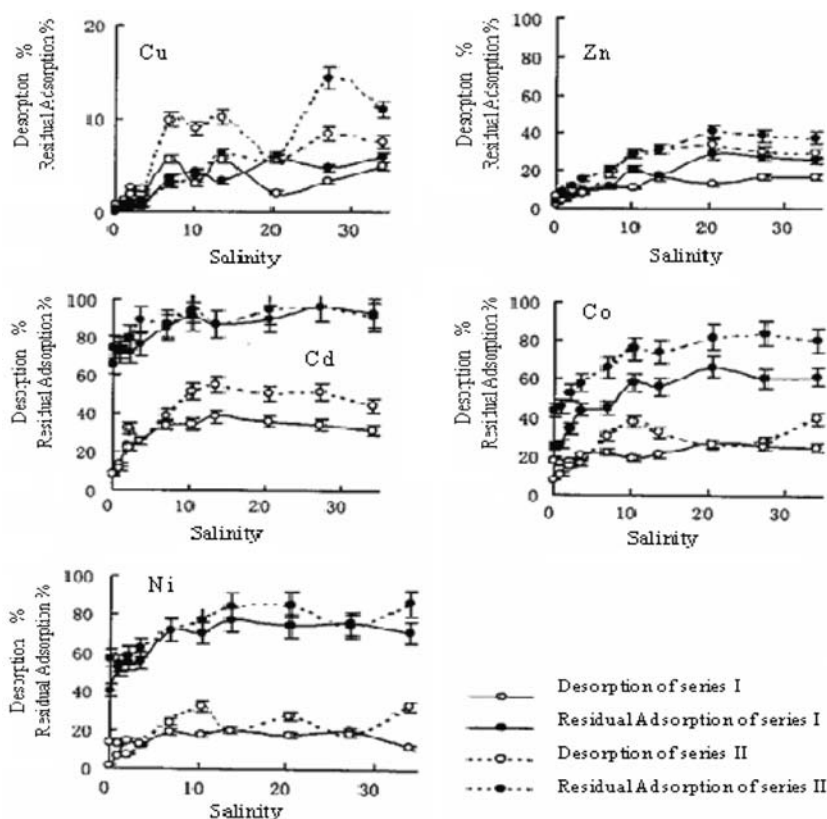 Desorption %
Residual Adsorption %
20
10
0
Cu
0 10 20 30
Salinity
Desorption %
Residual Adsorption %
100
80
60
40
20
0
Zn
0 10 20 30
Salinity
Desorption %
Residual Adsorption %
100
80
60
40
20
0
Cd
0 10 20 30
Salinity
Desorption %
Residual Adsorption %
100
80
60
40
20
0
Co
0 10 20 30
Salinity
Desorption %
Residual Adsorption %
100
80
60
40
20
0
Ni
0 10 20 30
Salinity
Desorption of series I
Residual Adsorption of series I
Desorption of series II
Residual Adsorption of series II